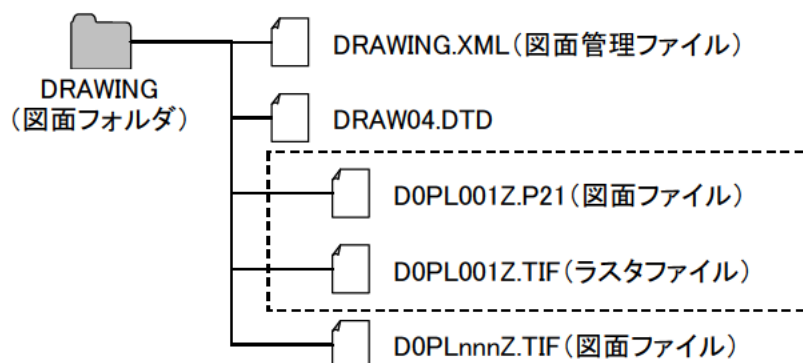 DRAWING.XML(図面管理ファイル)
DRAWING
(図面フォルダ)
DRAW04.DTD
D0PL001Z.P21(図面ファイル)
D0PL001Z.TIF(ラスタファイル)
D0PLnnnZ.TIF(図面ファイル)